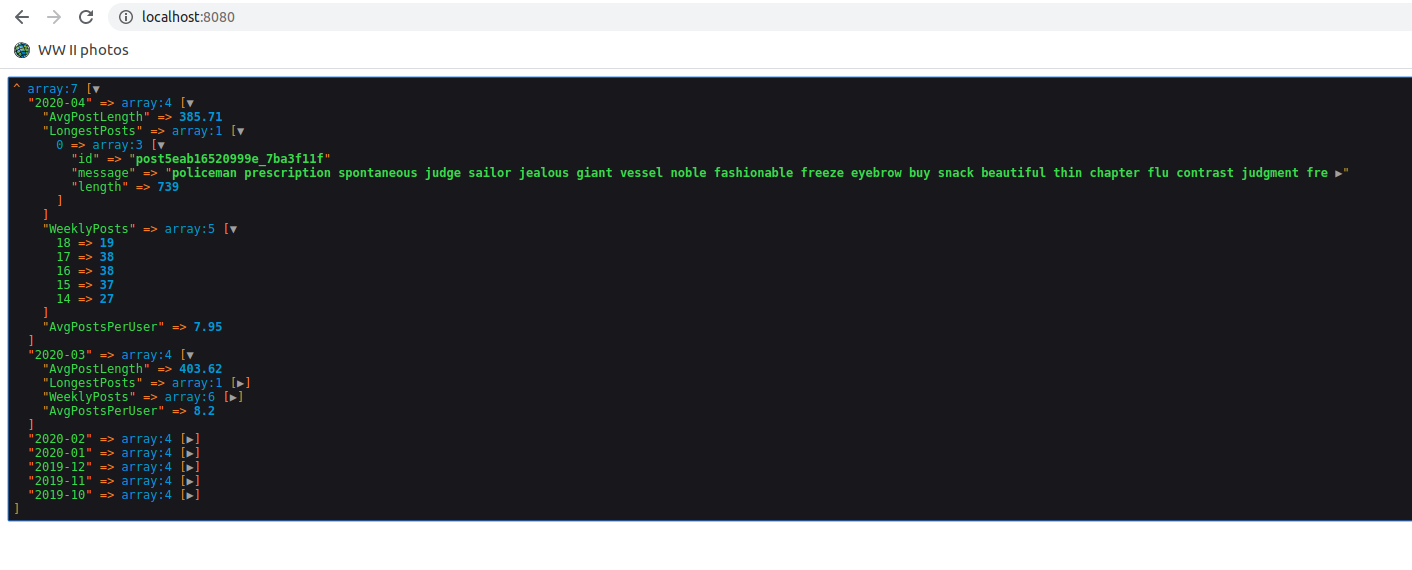 localhost:8080
WW II photos
^ array:7 [▼
  "2020-04" => array:4 [▼
    "AvgPostLength" => 385.71
    "LongestPosts" => array:1 [▼
      0 => array:3 [▼
        "id" => "post5eab16520999e_7ba3f11f"
        "message" => "policeman prescription spontaneous judge sailor jealous giant vessel noble fashionable freeze eyebrow buy snack beautiful thin chapter flu contrast judgment fre ▶"
        "length" => 739
      ]
    ]
    "WeeklyPosts" => array:5 [▼
      18 => 19
      17 => 38
      16 => 38
      15 => 37
      14 => 27
    ]
    "AvgPostsPerUser" => 7.95
  ]
  "2020-03" => array:4 [▼
    "AvgPostLength" => 403.62
    "LongestPosts" => array:1 [▶]
    "WeeklyPosts" => array:6 [▶]
    "AvgPostsPerUser" => 8.2
  ]
  "2020-02" => array:4 [▶]
  "2020-01" => array:4 [▶]
  "2019-12" => array:4 [▶]
  "2019-11" => array:4 [▶]
  "2019-10" => array:4 [▶]
]